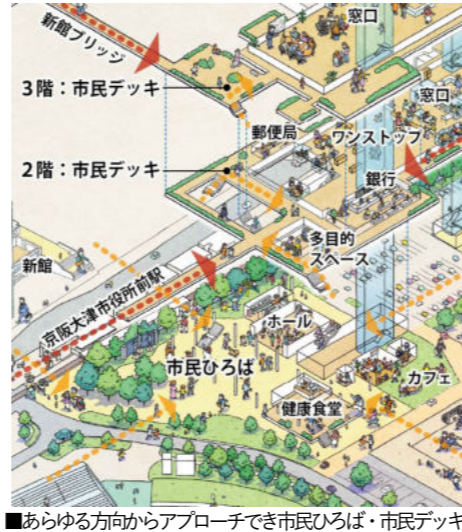 窓口
新館ブリッジ
3階：市民デッキ
窓口
郵便局
ワンストップ
2階：市民デッキ
銀行
多目的
スペース
新館
京阪大津市役所前駅
ホール
市民ひろば
カフェ
健康食堂
■あらゆる方向からアプローチでき市民ひろば・市民デッキ